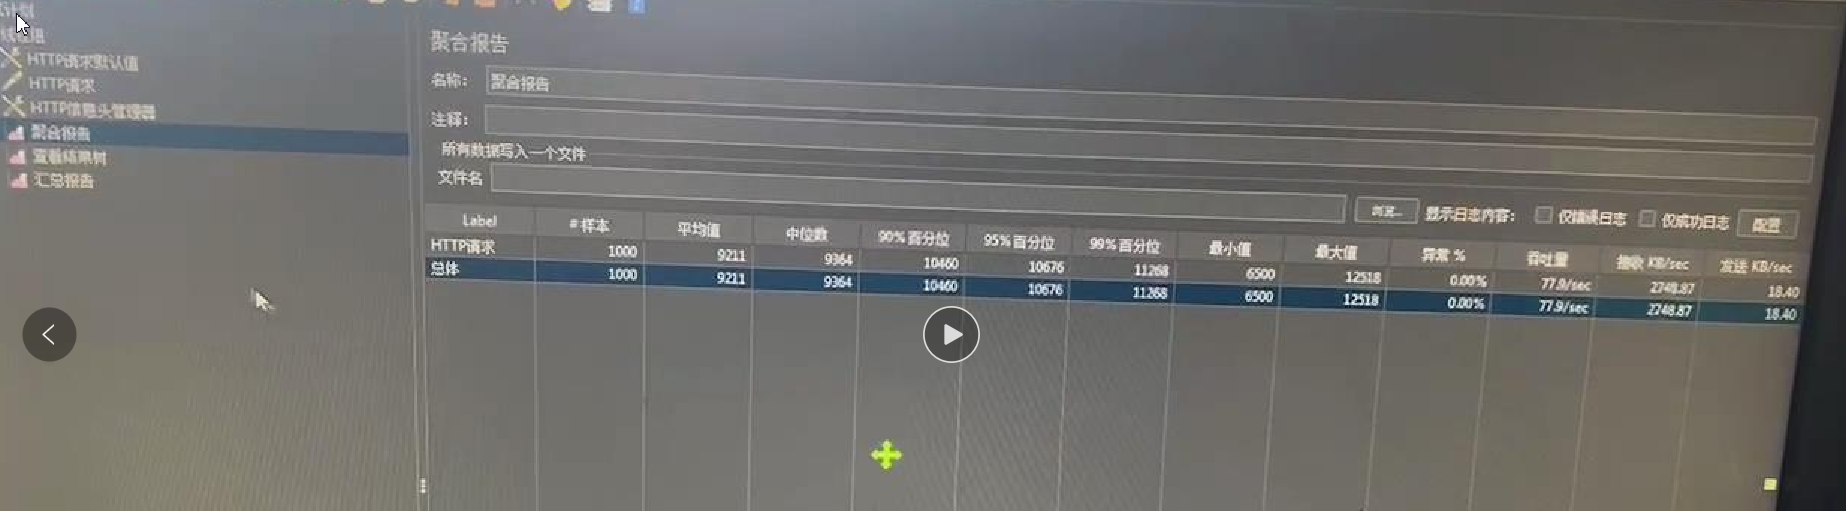 HTTP请求默认值
HTTP请求
HTTP信息头管理器
聚合报告
查看结果树
汇总报告
聚合报告
名称: 聚合报告
注释:
所有数据写入一个文件
文件名 浏览... 显示日志内容: 仅错误日志 仅成功日志 配置
Label # 样本 平均值 中位数 90% 百分位 95% 百分位 99% 百分位 最小值 最大值 异常 % 吞吐量 接收 KB/sec 发送 KB/sec
HTTP请求 1000 9211 9364 10460 10676 11268 6500 12518 0.00% 77.9/sec 2748.87 18.40
总体 1000 9211 9364 10460 10676 11268 6500 12518 0.00% 77.9/sec 2748.87 18.40